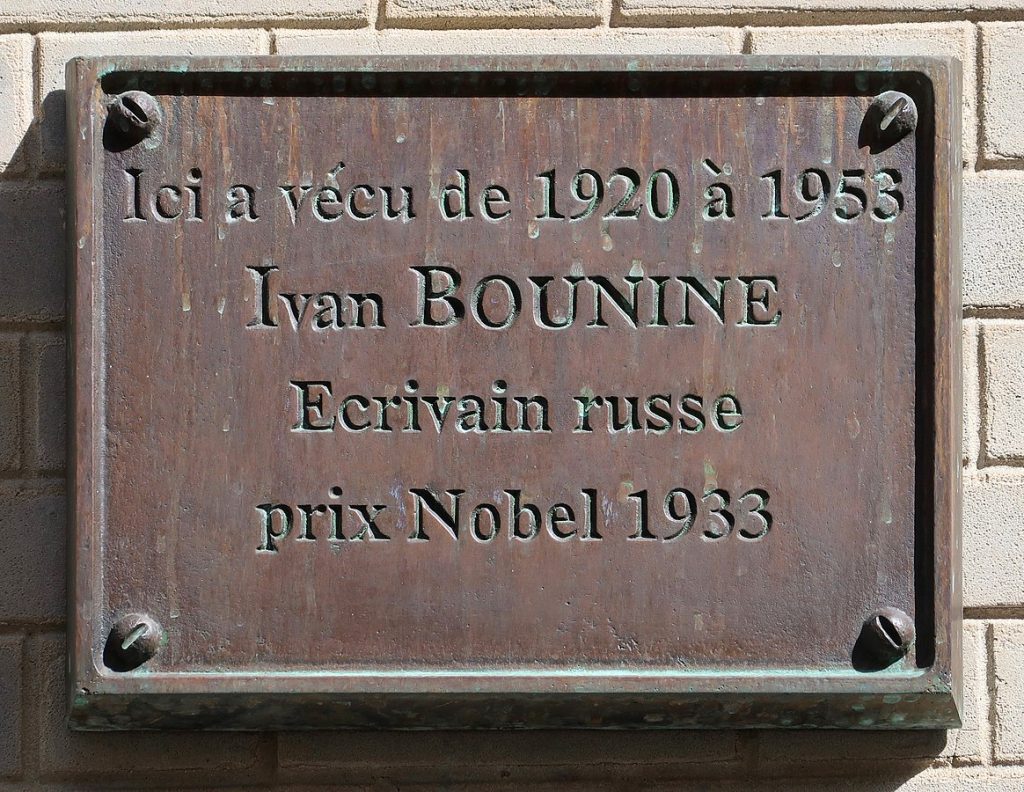 Ici a vécu de 1920 à 1953
Ivan BOUNINE
Ecrivain russe
prix Nobel 1933